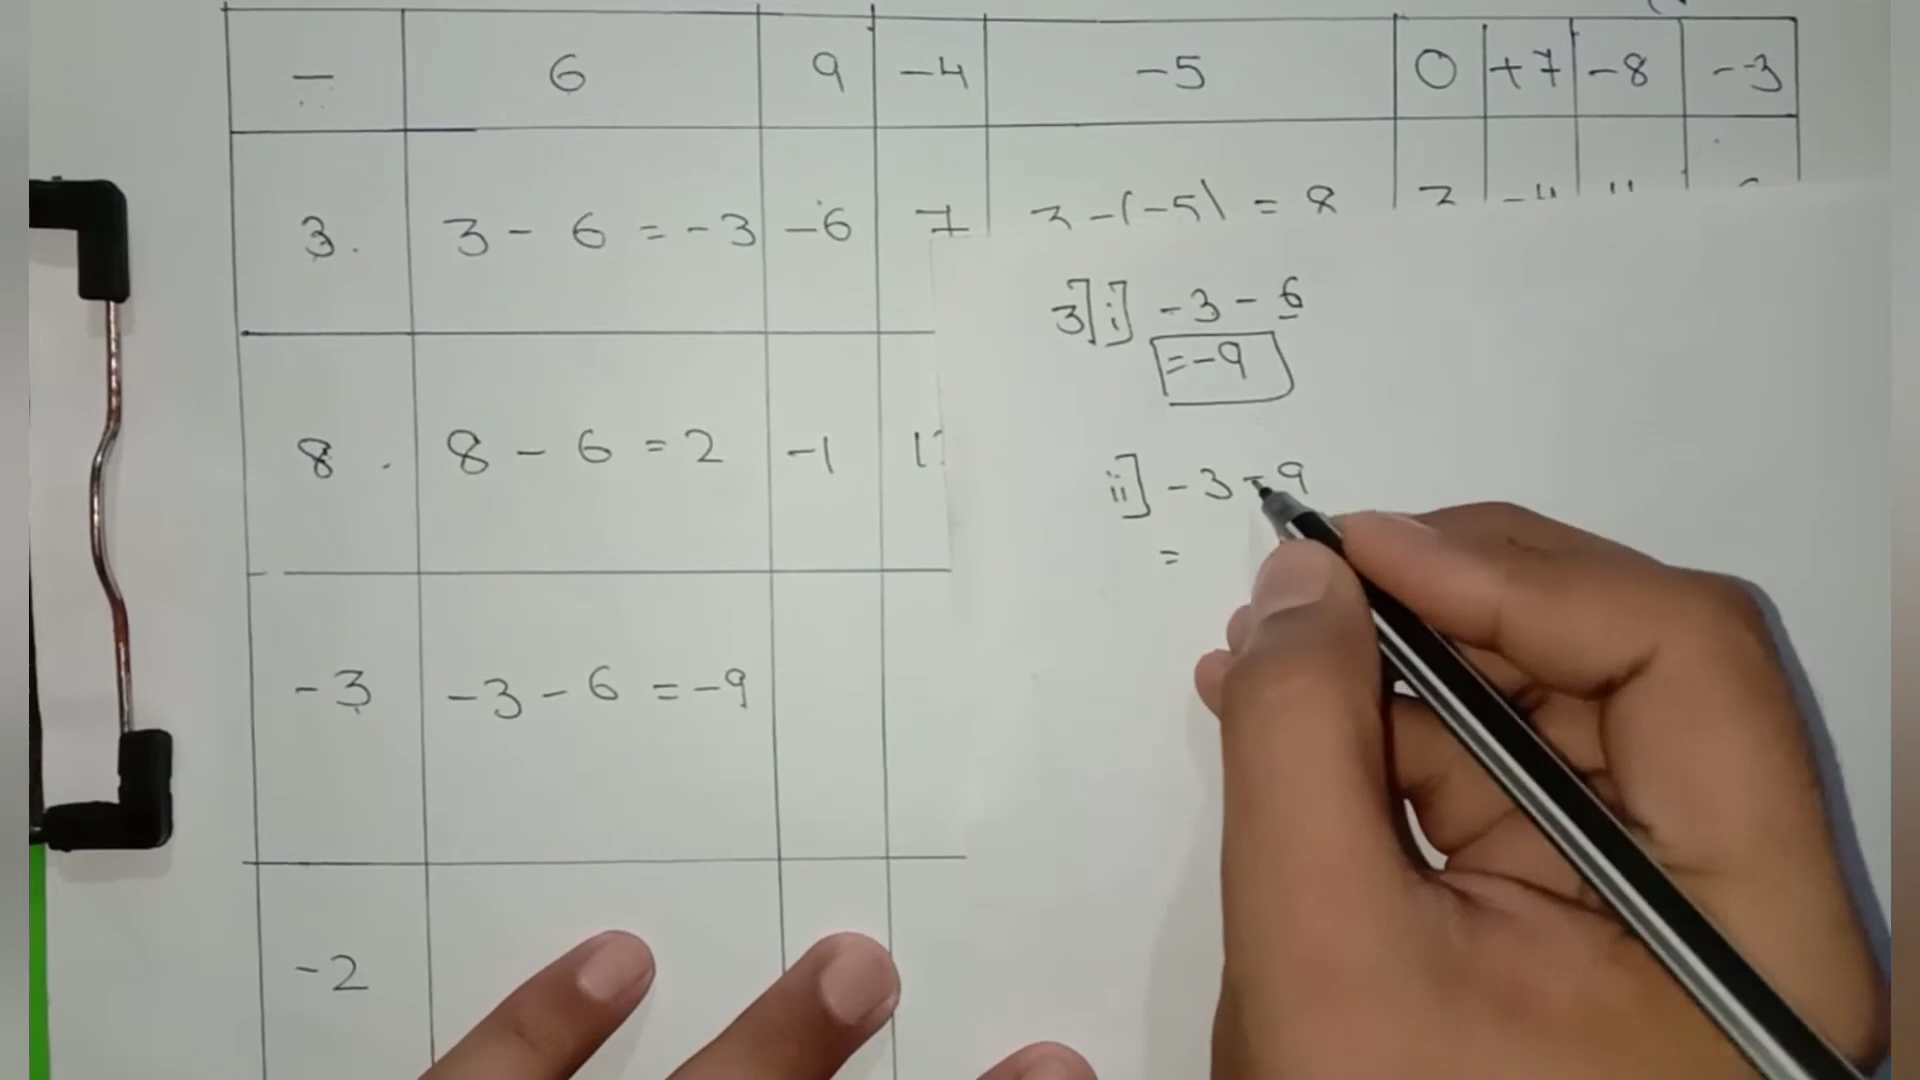 − 6 9 −4 −5 0 +7 −8 −3
3. 3 − 6 = −3 −6 7 3 − (−5) = 8
8. 8 − 6 = 2 −1
−3 −3 − 6 = −9
−2
3] i] −3 − 6
= −9
ii] −3 − 9
=